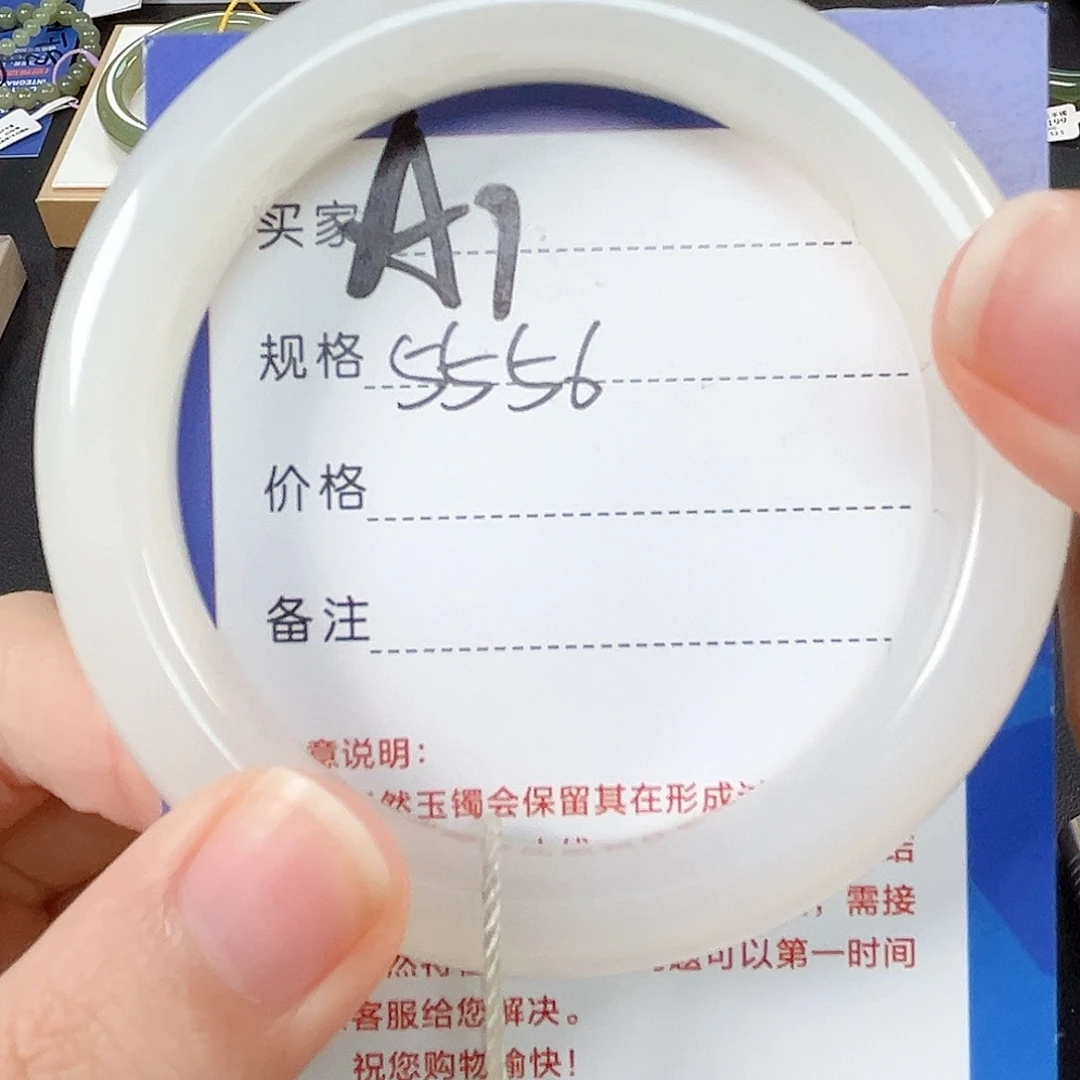 买家 A1
规格 5556
价格
备注
意说明：
然玉镯会保留其在形成
需接
可以第一时间
客服给您解决。
祝您购物愉快！